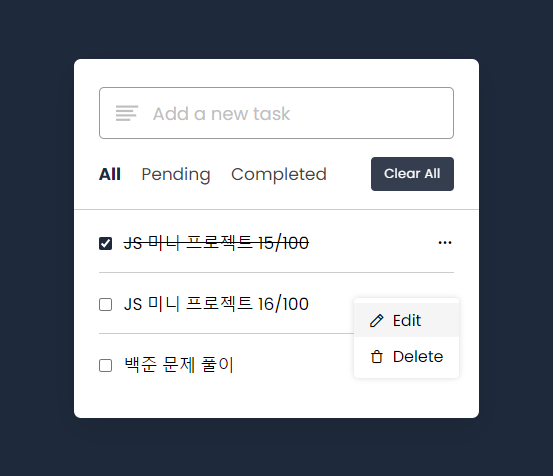 Add a new task
All Pending Completed Clear All
JS 미니 프로젝트 15/100 ...
JS 미니 프로젝트 16/100
Edit
Delete
백준 문제 풀이